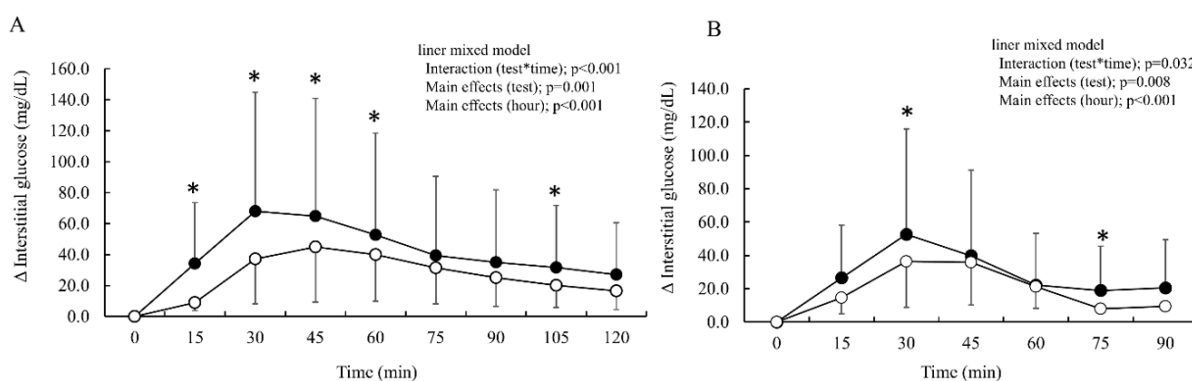 A
liner mixed model
Interaction (test*time); p<0.001
Main effects (test); p=0.001
Main effects (hour); p<0.001
Δ Interstitial glucose (mg/dL)
160.0
140.0
120.0
100.0
80.0
60.0
40.0
20.0
0.0
* * * * *
0 15 30 45 60 75 90 105 120
Time (min)
B
liner mixed model
Interaction (test*time); p=0.032
Main effects (test); p=0.008
Main effects (hour); p<0.001
Δ Interstitial glucose (mg/dL)
140.0
120.0
100.0
80.0
60.0
40.0
20.0
0.0
* *
0 15 30 45 60 75 90
Time (min)